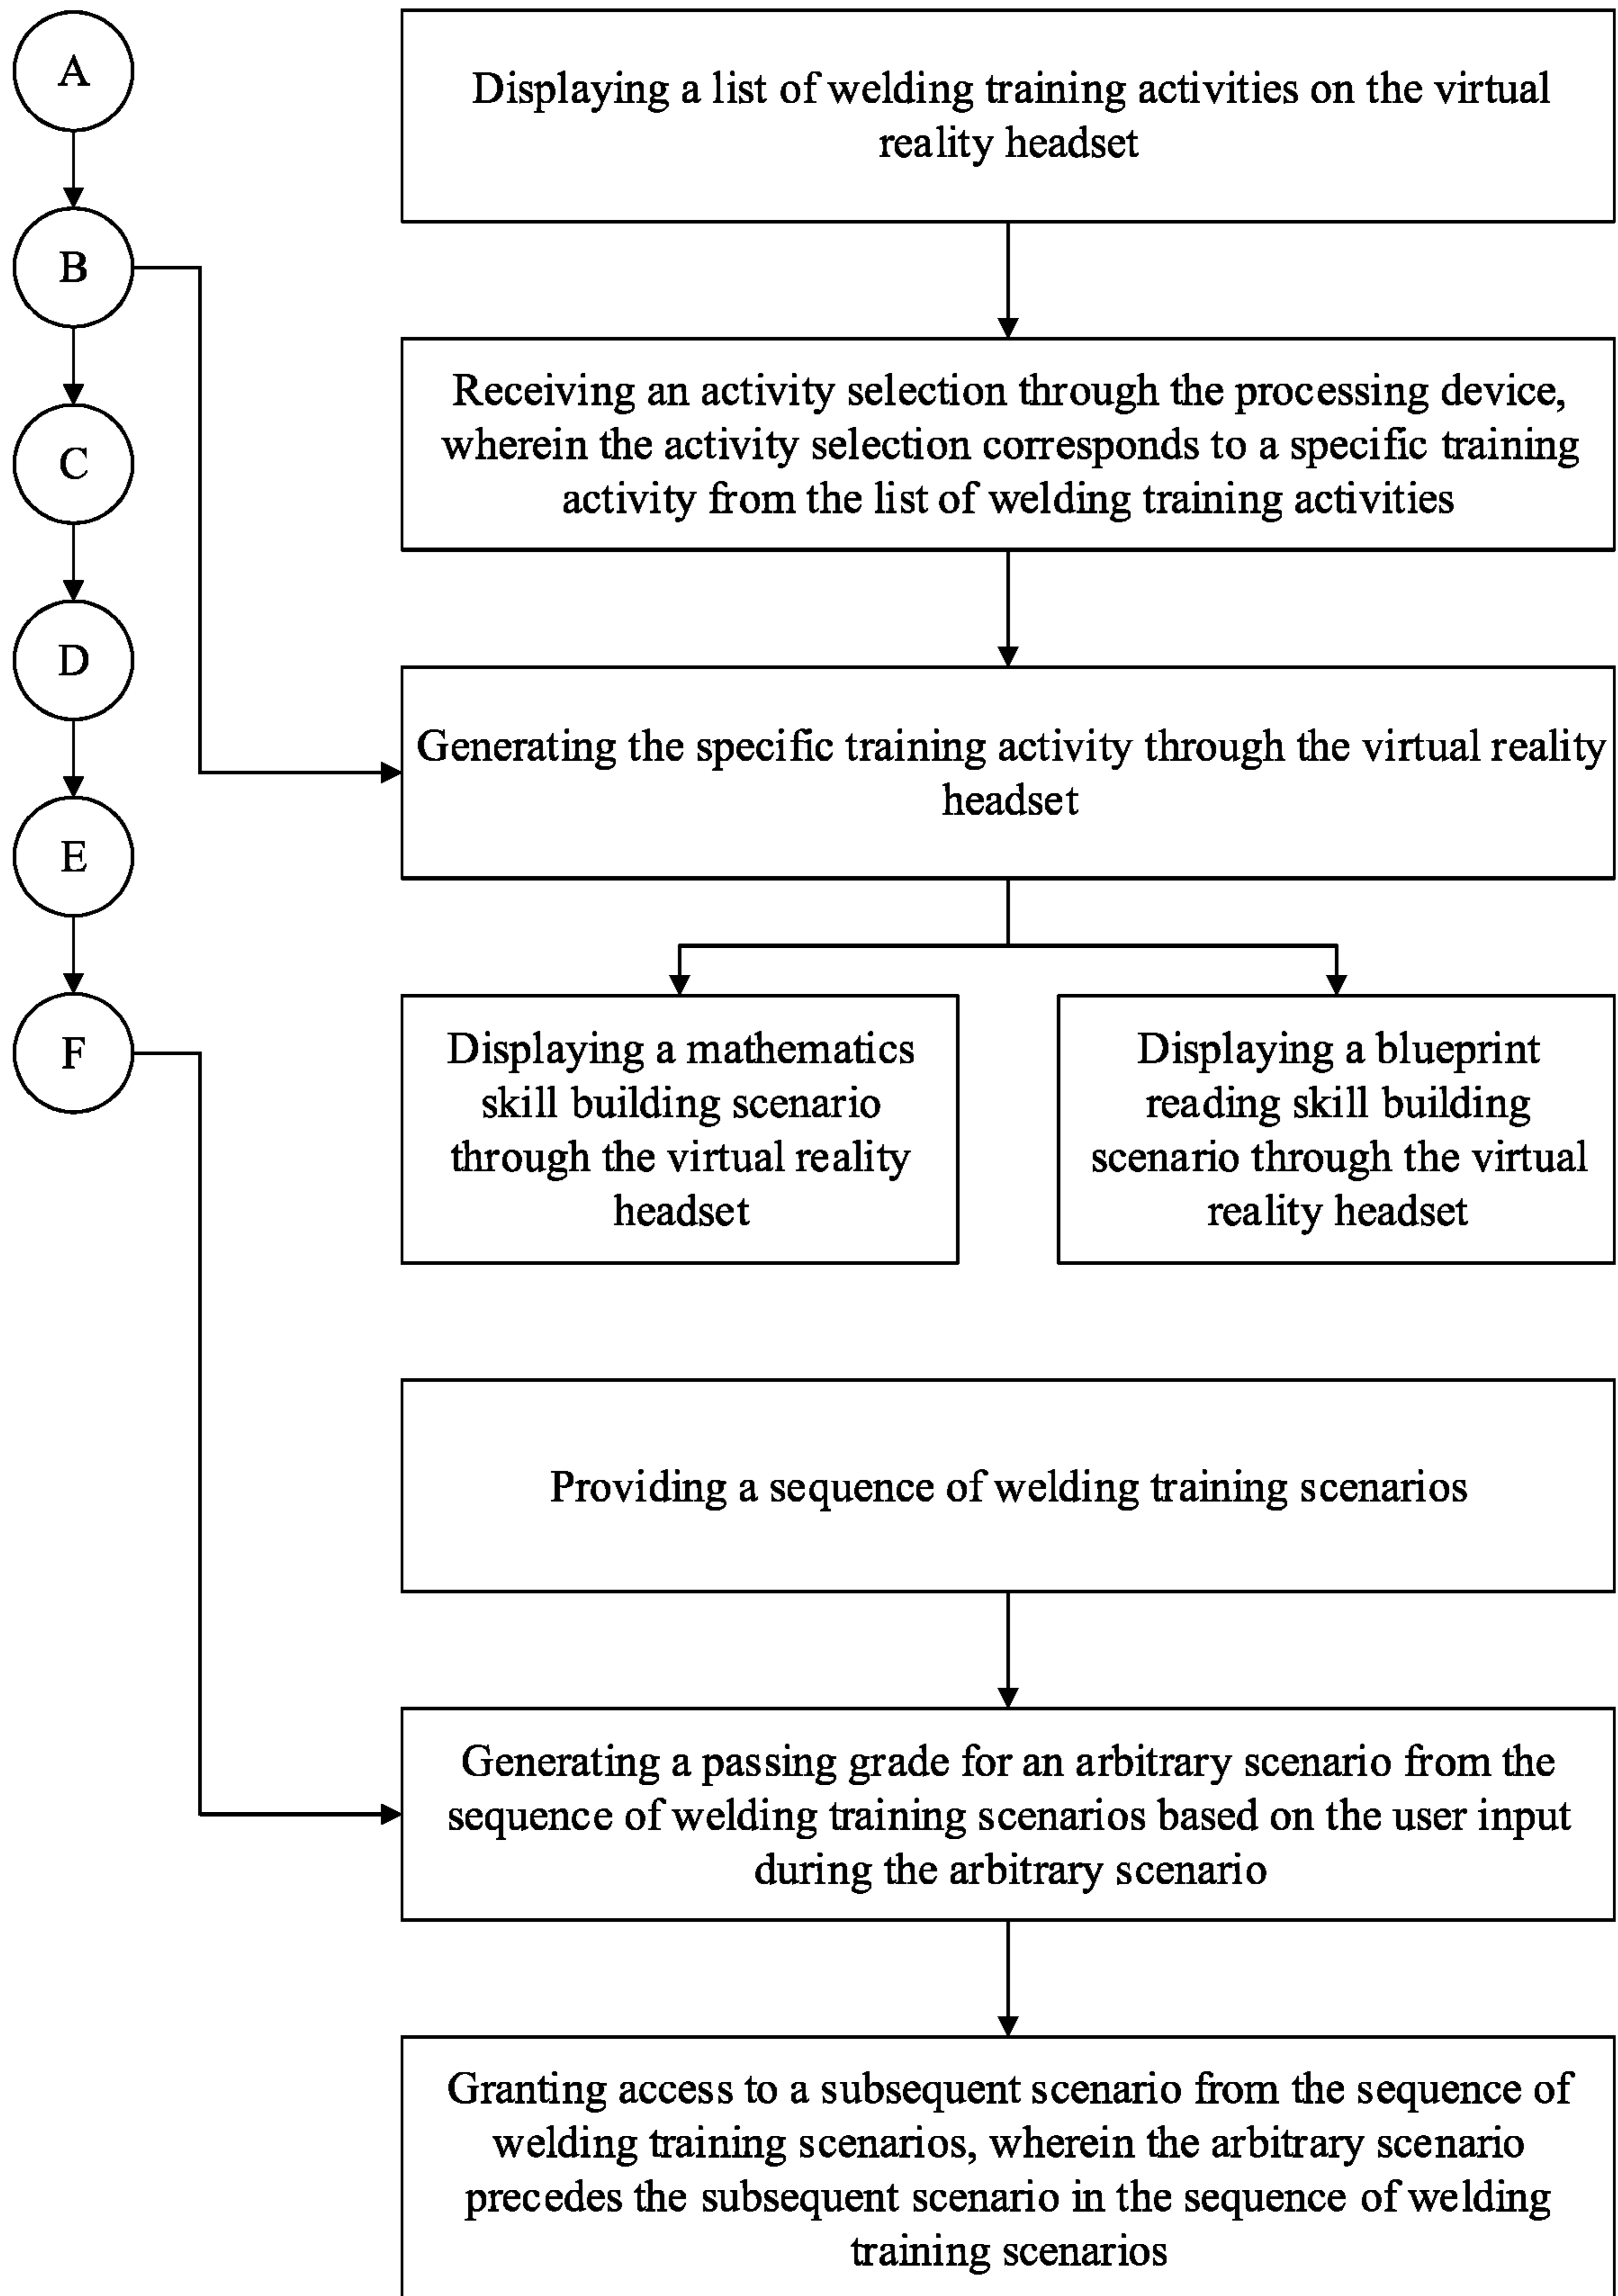 A
B
C
D
E
F
Displaying a list of welding training activities on the virtual
reality headset
Receiving an activity selection through the processing device,
wherein the activity selection corresponds to a specific training
activity from the list of welding training activities
Generating the specific training activity through the virtual reality
headset
Displaying a mathematics
skill building scenario
through the virtual reality
headset
Displaying a blueprint
reading skill building
scenario through the virtual
reality headset
Providing a sequence of welding training scenarios
Generating a passing grade for an arbitrary scenario from the
sequence of welding training scenarios based on the user input
during the arbitrary scenario
Granting access to a subsequent scenario from the sequence of
welding training scenarios, wherein the arbitrary scenario
precedes the subsequent scenario in the sequence of welding
training scenarios